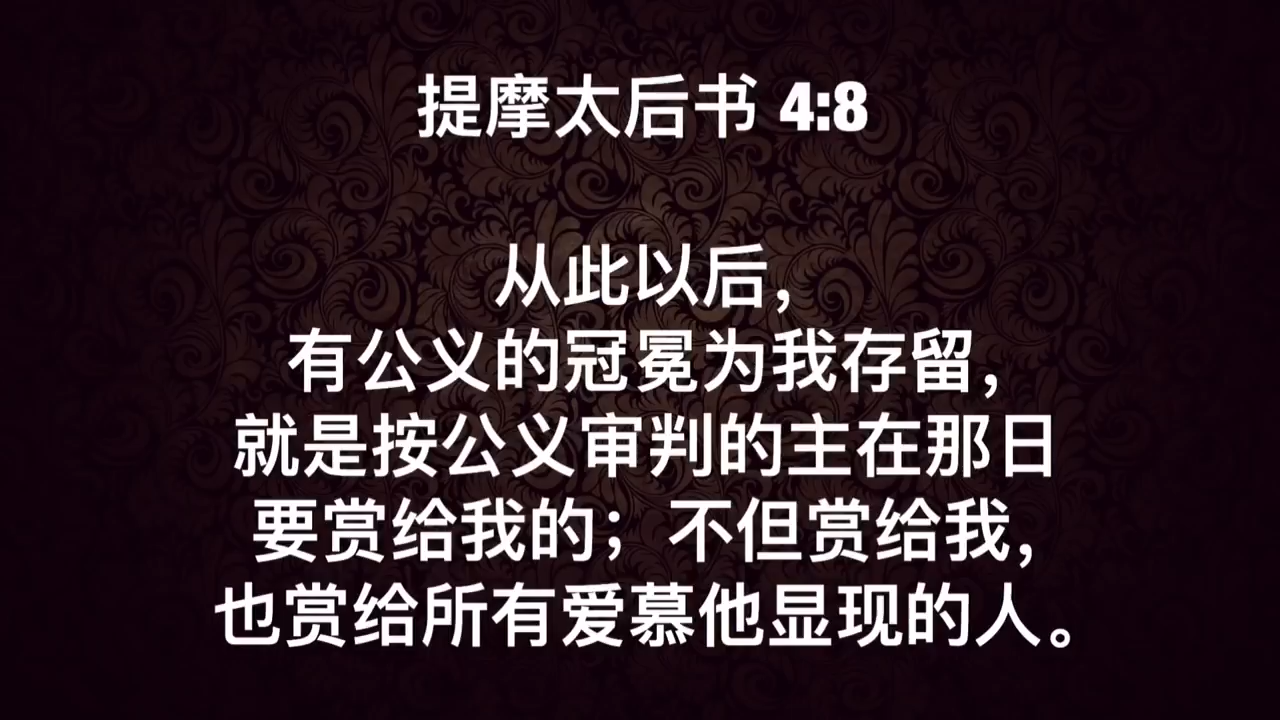 提摩太后书 4:8
从此以后，
有公义的冠冕为我存留，
就是按公义审判的主在那日
要赏给我的；不但赏给我，
也赏给所有爱慕他显现的人。